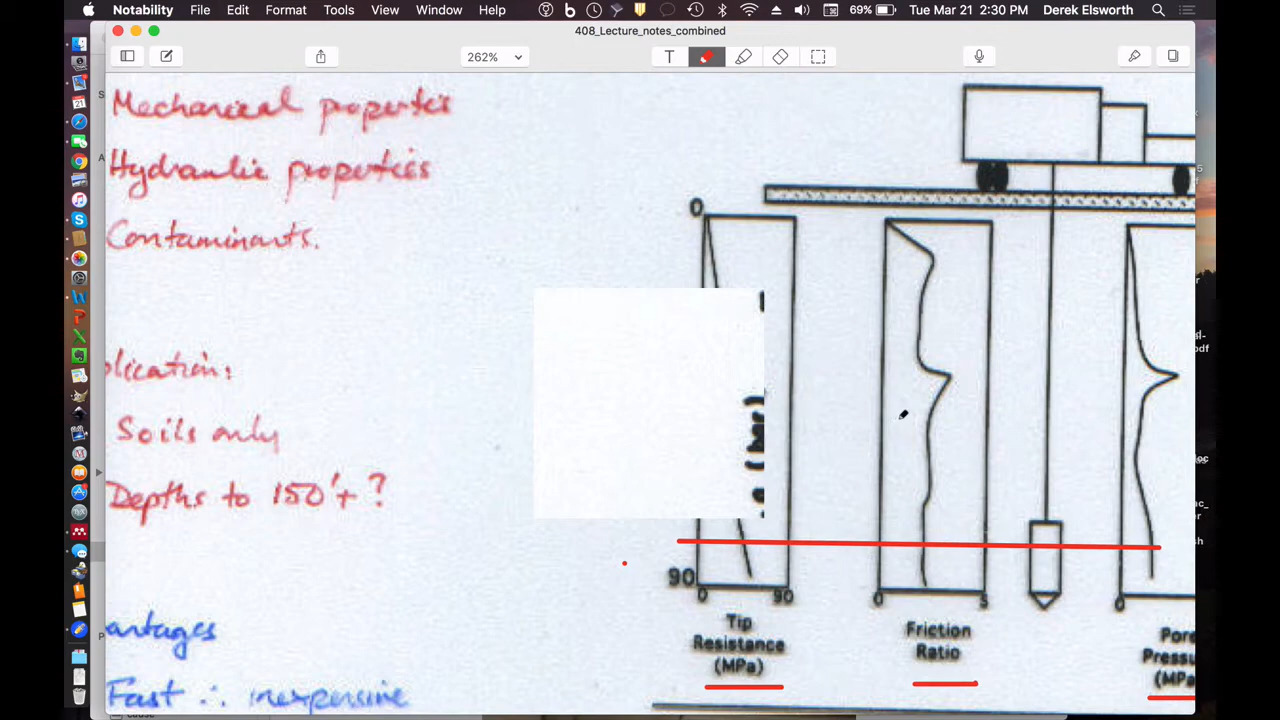 Notability File Edit Format Tools View Window Help 69% Tue Mar 21 2:30 PM Derek Elsworth
408_Lecture_notes_combined
262% T
Mechanical properties
Hydraulic properties
Contaminants.
plication:
Soils only
Depths to 150'+ ?
antages
Fast ∴ inexpensive
0
90
0 90
Tip
Resistance
(MPa)
0 5
Friction
Ratio
0
Pore
Pressu
(MPa